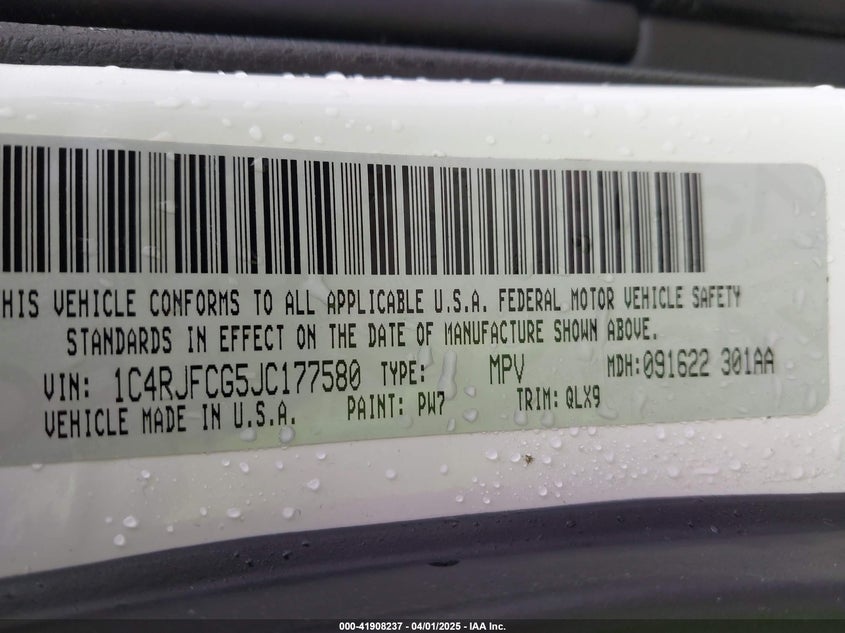 HIS VEHICLE CONFORMS TO ALL APPLICABLE U.S.A. FEDERAL MOTOR VEHICLE SAFETY
STANDARDS IN EFFECT ON THE DATE OF MANUFACTURE SHOWN ABOVE.
VIN: 1C4RJFCG5JC177580 TYPE: MPV MDH:091622 301AA
VEHICLE MADE IN U.S.A. PAINT: PW7 TRIM: QLX9
000-41908237 - 04/01/2025 - IAA Inc.